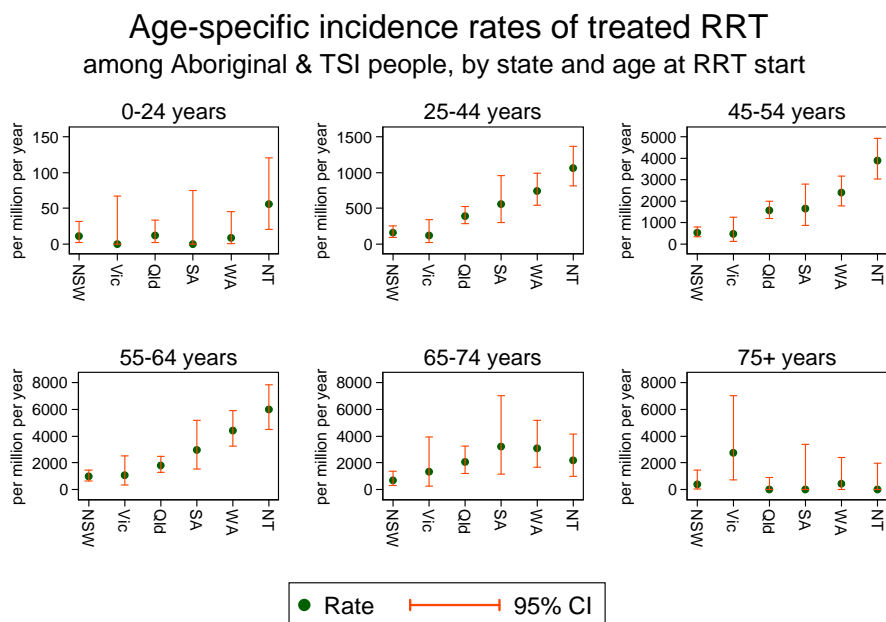 Age-specific incidence rates of treated RRT
among Aboriginal & TSI people, by state and age at RRT start
0-24 years
per million per year
150
100
50
0
NSW
Vic
Qld
SA
WA
NT
25-44 years
per million per year
1500
1000
500
0
NSW
Vic
Qld
SA
WA
NT
45-54 years
per million per year
5000
4000
3000
2000
1000
0
NSW
Vic
Qld
SA
WA
NT
55-64 years
per million per year
8000
6000
4000
2000
0
NSW
Vic
Qld
SA
WA
NT
65-74 years
per million per year
8000
6000
4000
2000
0
NSW
Vic
Qld
SA
WA
NT
75+ years
per million per year
8000
6000
4000
2000
0
NSW
Vic
Qld
SA
WA
NT
Rate 95% CI